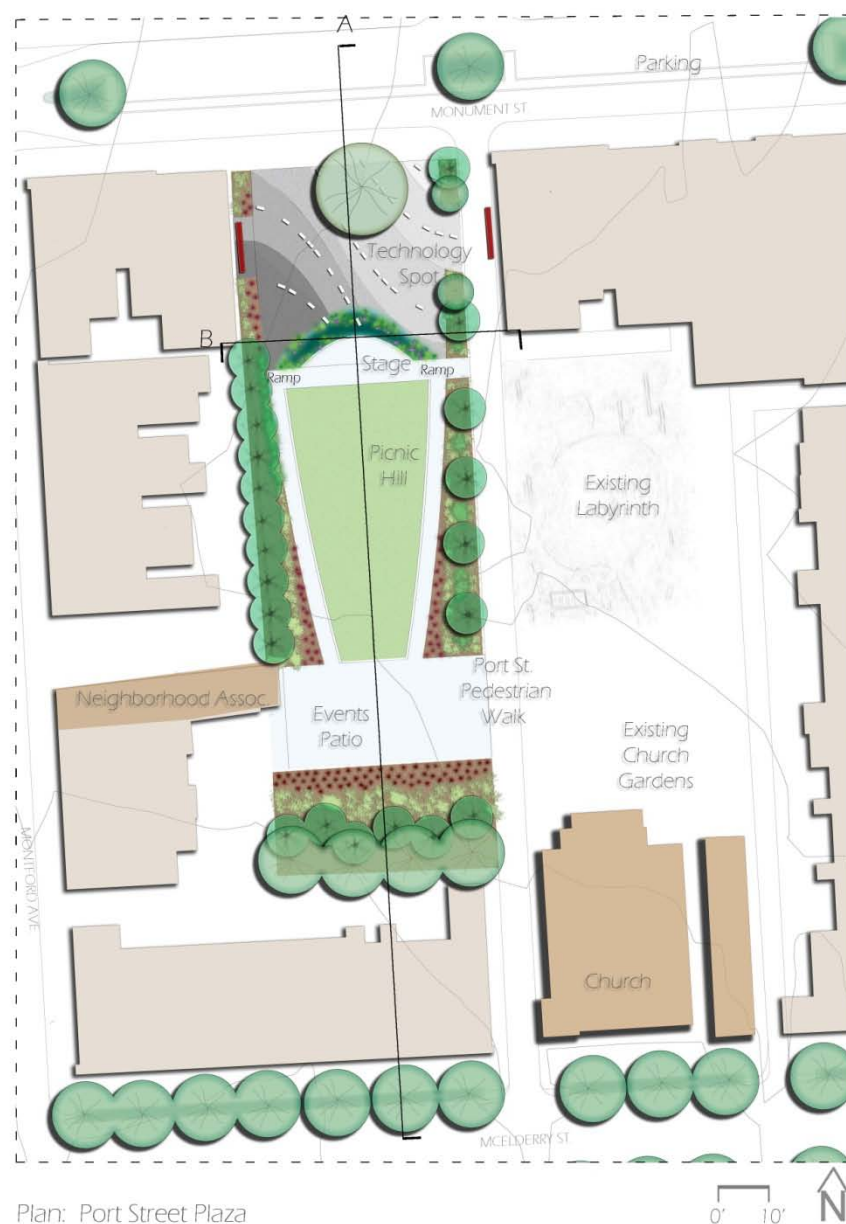 A
Parking
MONUMENT ST
Technology
Spot
B
Stage
Ramp
Ramp
Picnic
Hill
Existing
Labyrinth
Port St.
Pedestrian
Walk
Neighborhood Assoc.
Events
Patio
Existing
Church
Gardens
MONTFORD AVE
Church
MCELDERRY ST
Plan: Port Street Plaza
0' 10'
N